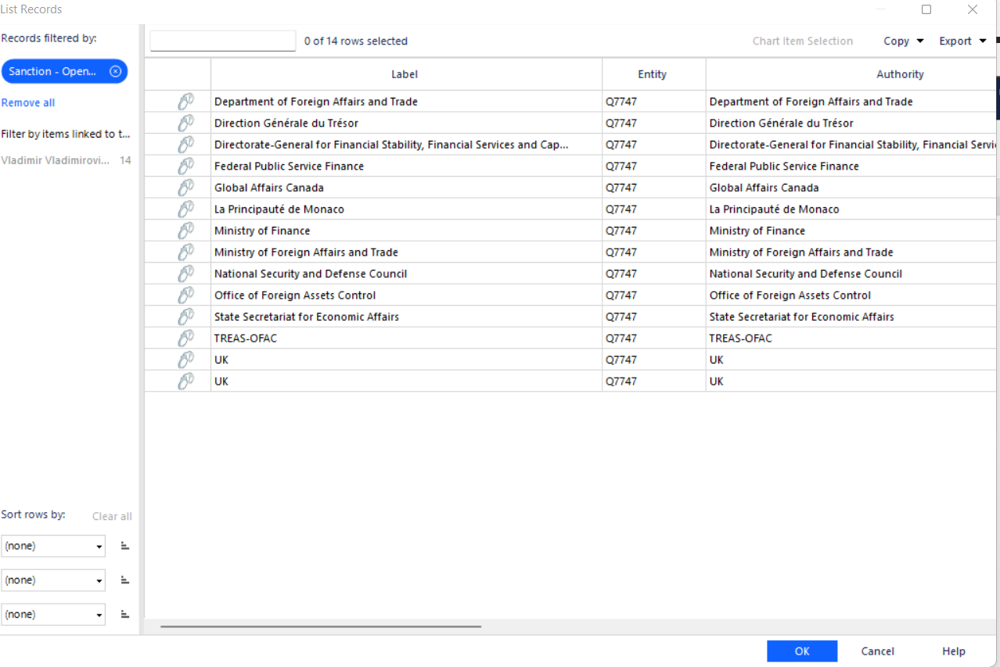 List Records
Records filtered by:
Sanction - Open...
Remove all
Filter by items linked to t...
Vladimir Vladimirovi... 14
0 of 14 rows selected
Chart Item Selection Copy Export
Label Entity Authority
Department of Foreign Affairs and Trade Q7747 Department of Foreign Affairs and Trade
Direction Générale du Trésor Q7747 Direction Générale du Trésor
Directorate-General for Financial Stability, Financial Services and Cap... Q7747 Directorate-General for Financial Stability, Financial Servi
Federal Public Service Finance Q7747 Federal Public Service Finance
Global Affairs Canada Q7747 Global Affairs Canada
La Principauté de Monaco Q7747 La Principauté de Monaco
Ministry of Finance Q7747 Ministry of Finance
Ministry of Foreign Affairs and Trade Q7747 Ministry of Foreign Affairs and Trade
National Security and Defense Council Q7747 National Security and Defense Council
Office of Foreign Assets Control Q7747 Office of Foreign Assets Control
State Secretariat for Economic Affairs Q7747 State Secretariat for Economic Affairs
TREAS-OFAC Q7747 TREAS-OFAC
UK Q7747 UK
UK Q7747 UK
Sort rows by: Clear all
(none)
(none)
(none)
OK Cancel Help